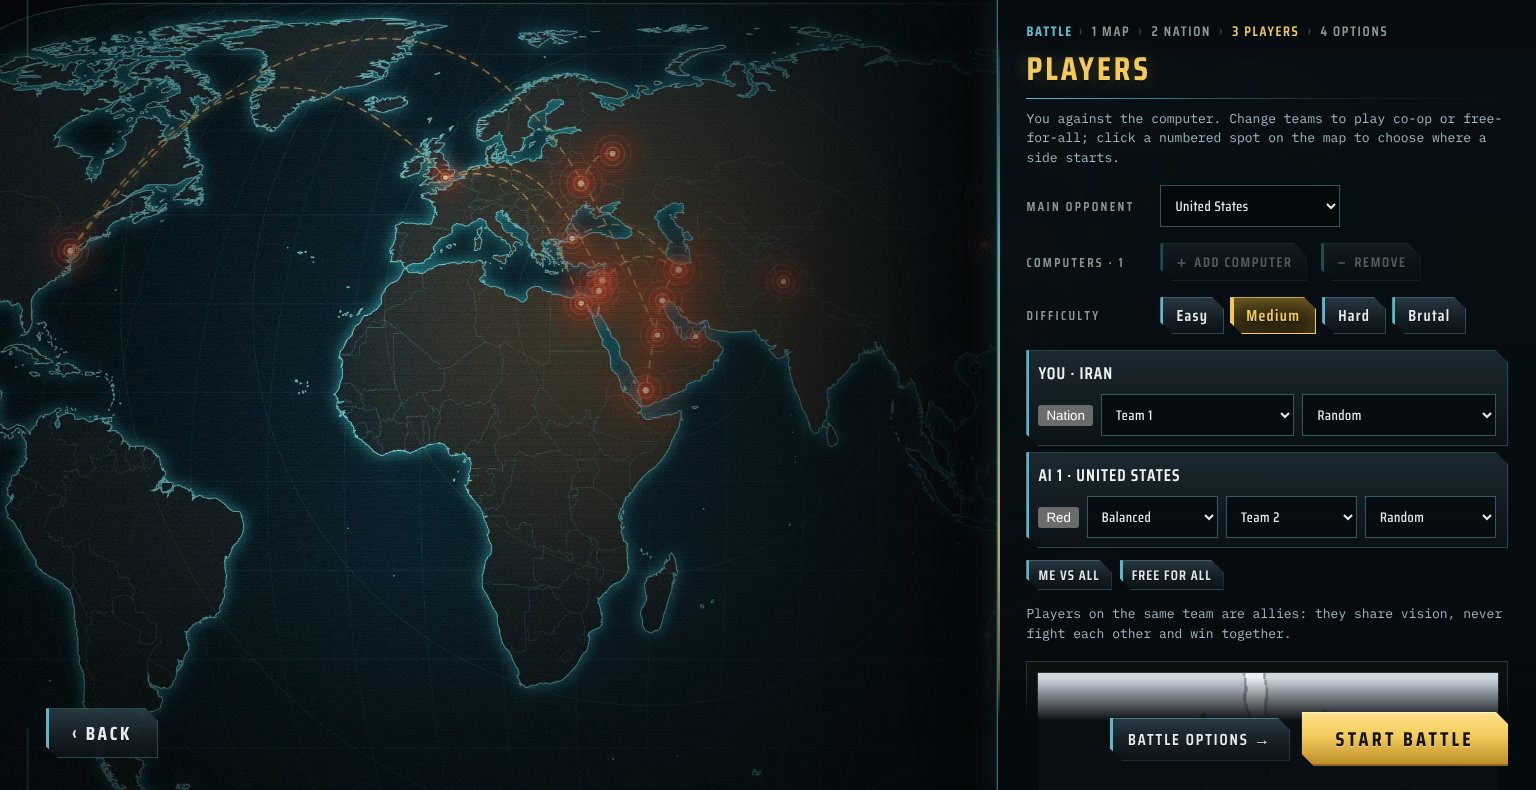 BATTLE › 1 MAP › 2 NATION › 3 PLAYERS › 4 OPTIONS
PLAYERS
You against the computer. Change teams to play co-op or free-
for-all; click a numbered spot on the map to choose where a
side starts.
MAIN OPPONENT United States
COMPUTERS · 1 + ADD COMPUTER − REMOVE
DIFFICULTY Easy Medium Hard Brutal
YOU · IRAN
Nation Team 1 Random
AI 1 · UNITED STATES
Red Balanced Team 2 Random
ME VS ALL FREE FOR ALL
Players on the same team are allies: they share vision, never
fight each other and win together.
‹ BACK
BATTLE OPTIONS → START BATTLE